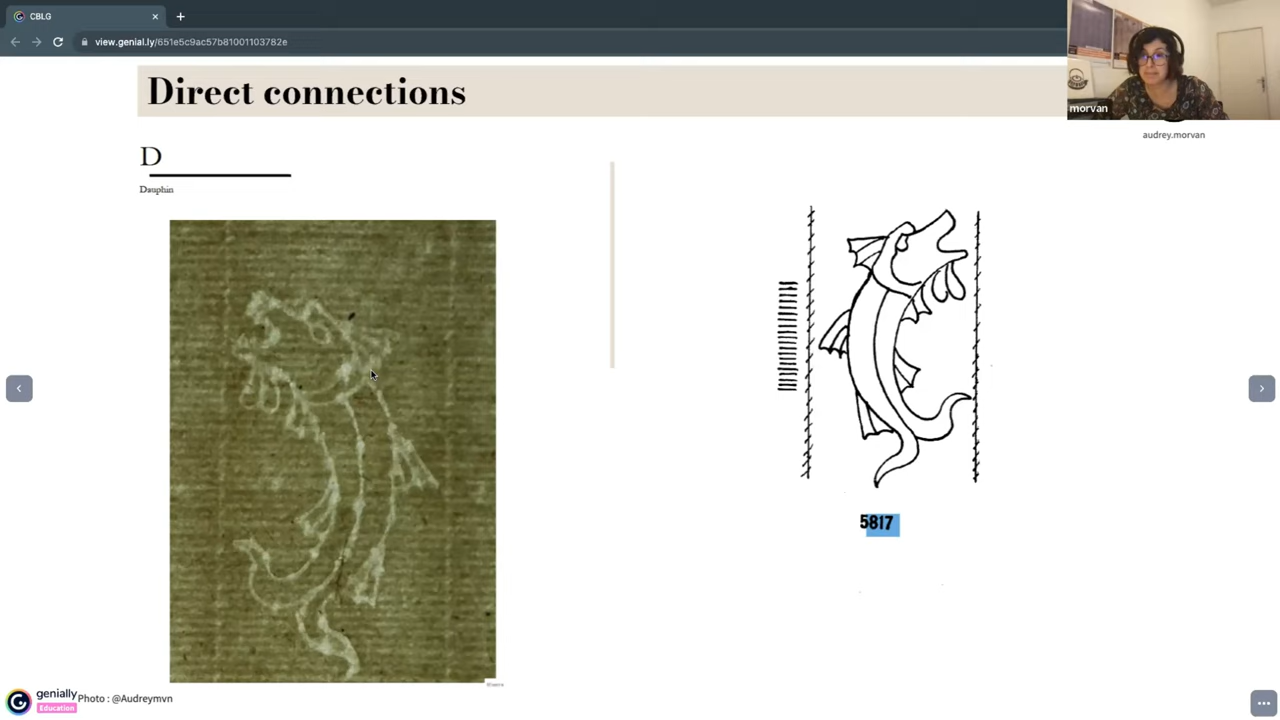 CBLG
view.genial.ly/651e5c9ac57b81001103782e
Direct connections
morvan
audrey.morvan
D
Dauphin
5817
genially
Education
Photo : @Audreymvn